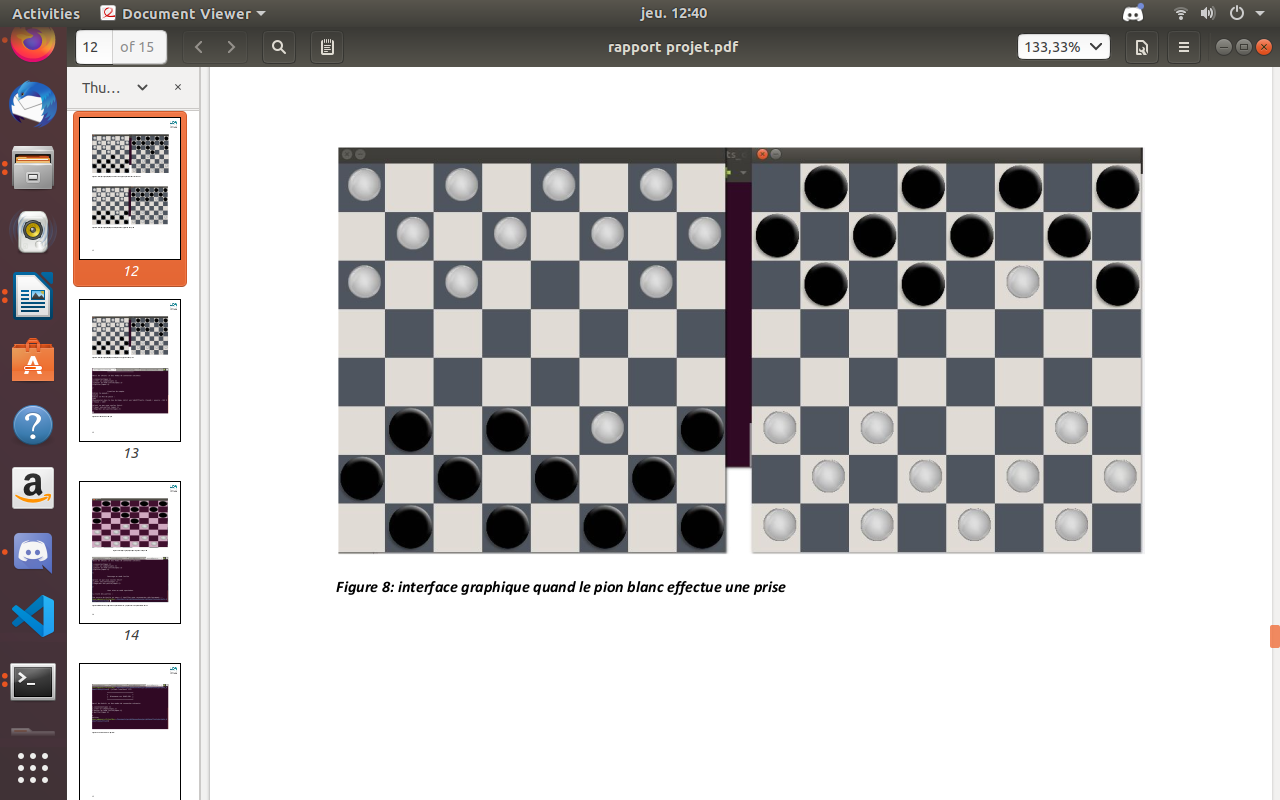 Activities Document Viewer jeu. 12:40
12 of 15 rapport projet.pdf 133,33%
Thu…
12
13
14
ts_
Figure 8: interface graphique quand le pion blanc effectue une prise